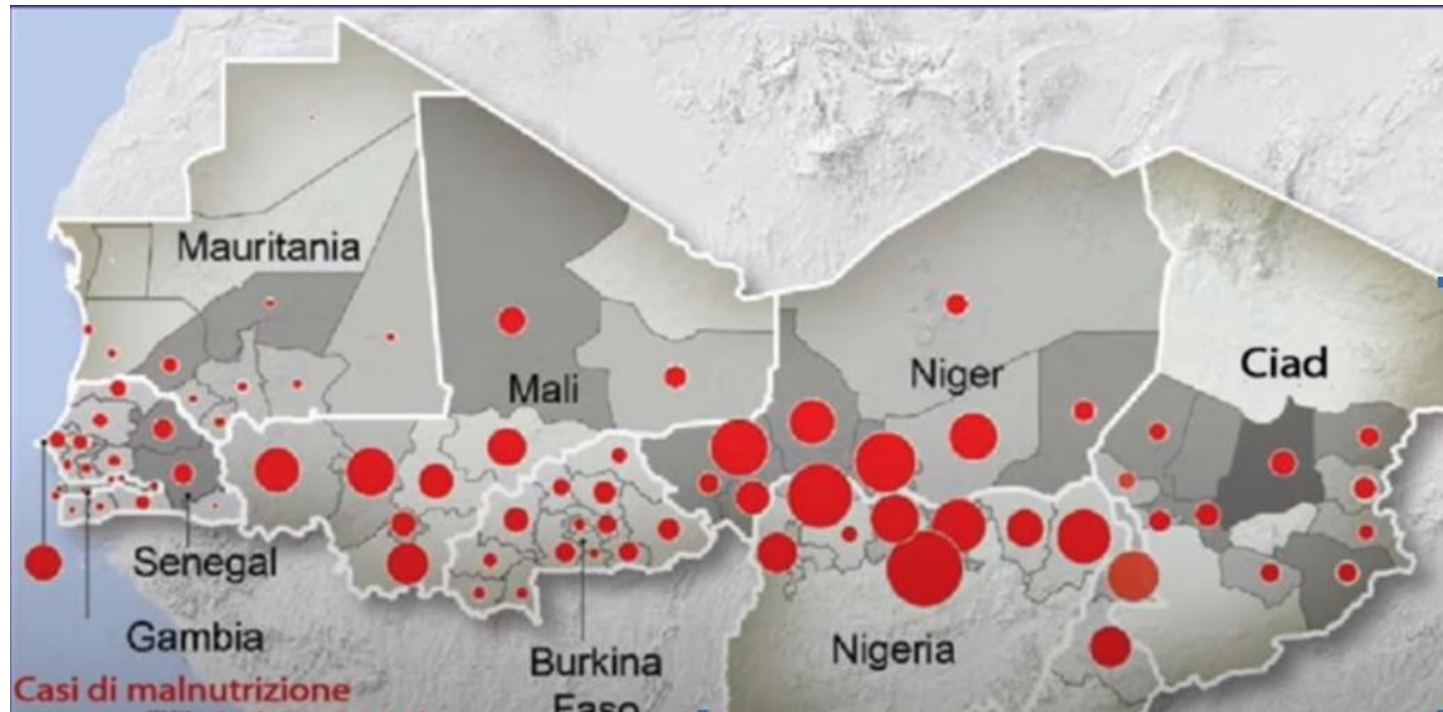 Mauritania
Mali
Niger
Ciad
Senegal
Gambia
Burkina
Faso
Nigeria
Casi di malnutrizione